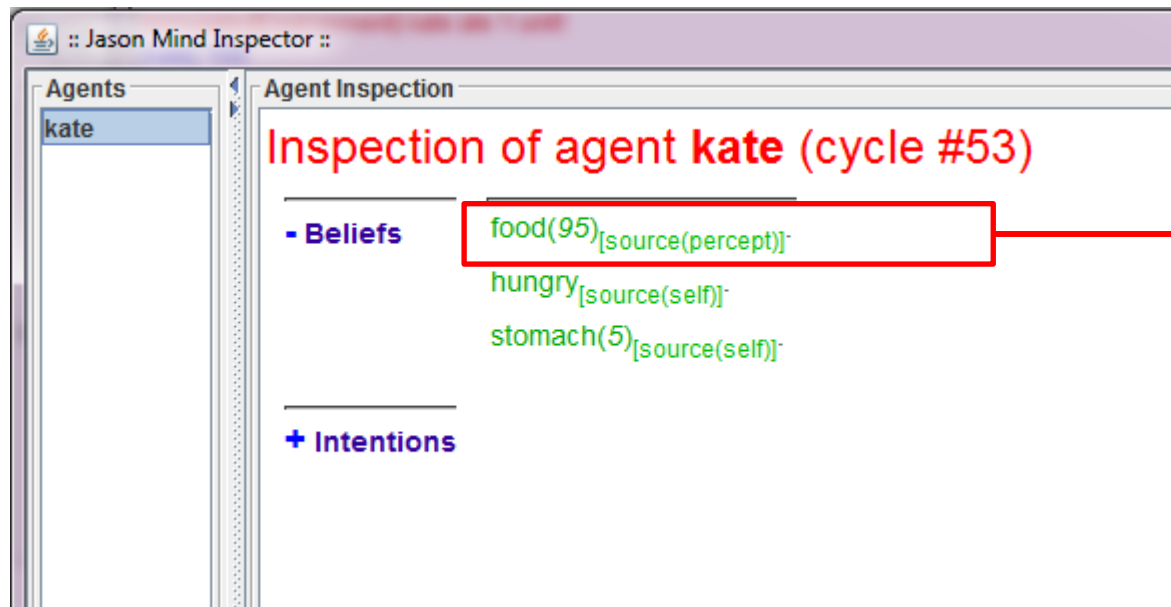 :: Jason Mind Inspector ::
Agents
Agent Inspection
kate
Inspection of agent kate (cycle #53)
- Beliefs
food(95)[source(percept)].
hungry[source(self)].
stomach(5)[source(self)].
+ Intentions